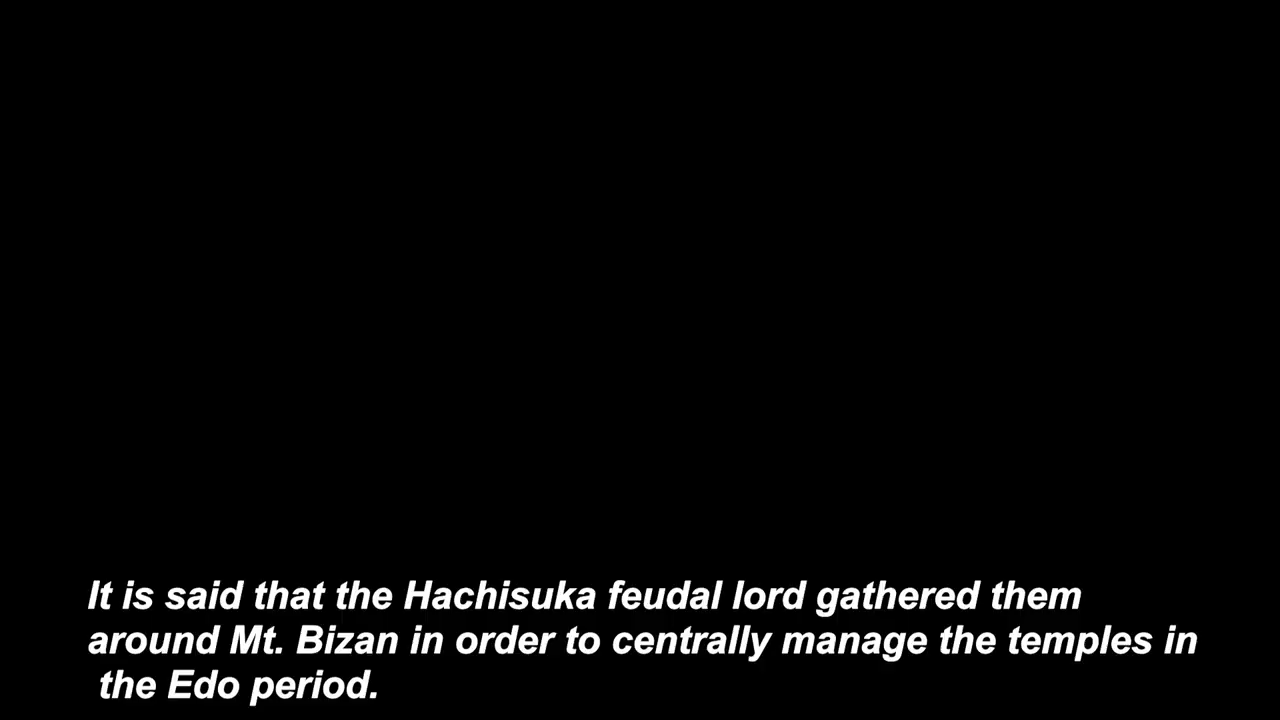 It is said that the Hachisuka feudal lord gathered them
around Mt. Bizan in order to centrally manage the temples in
the Edo period.